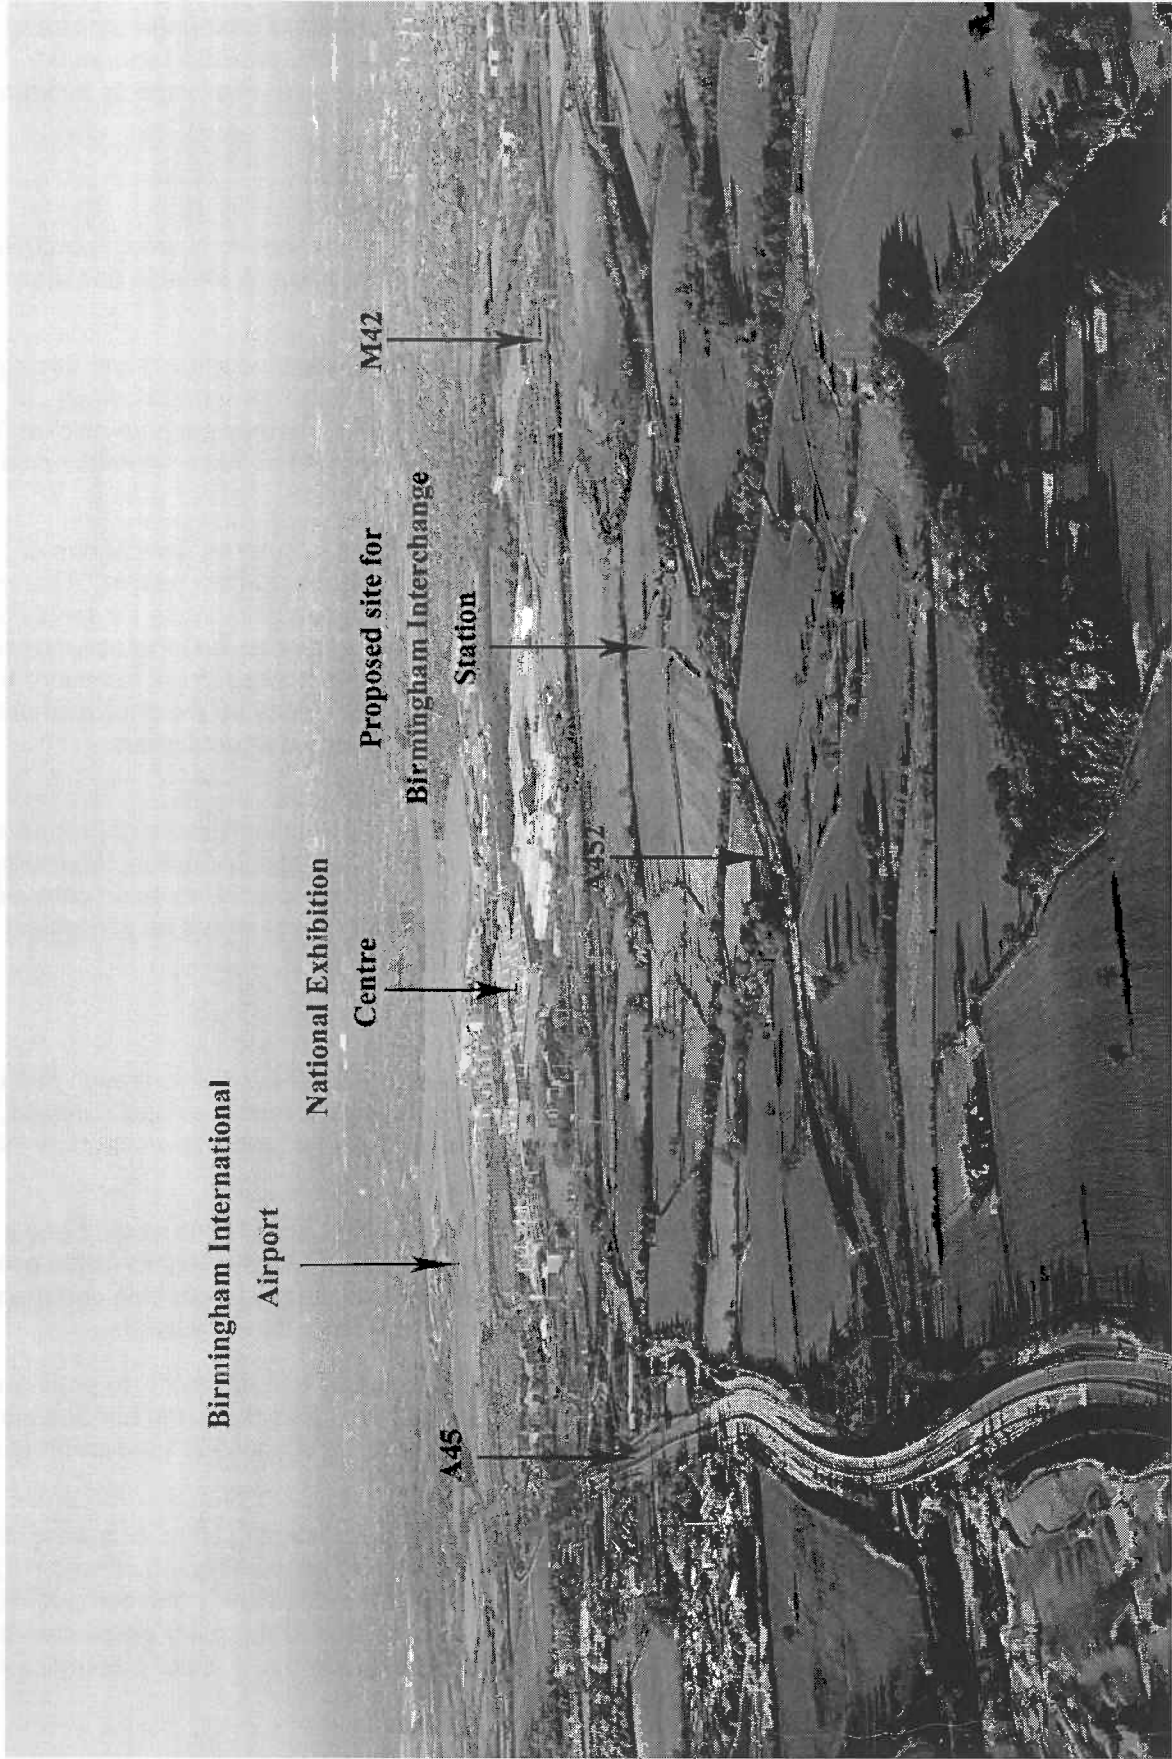 Birmingham International
Airport
National Exhibition
Centre
Proposed site for
Birmingham Interchange
Station
M42
A45
A452